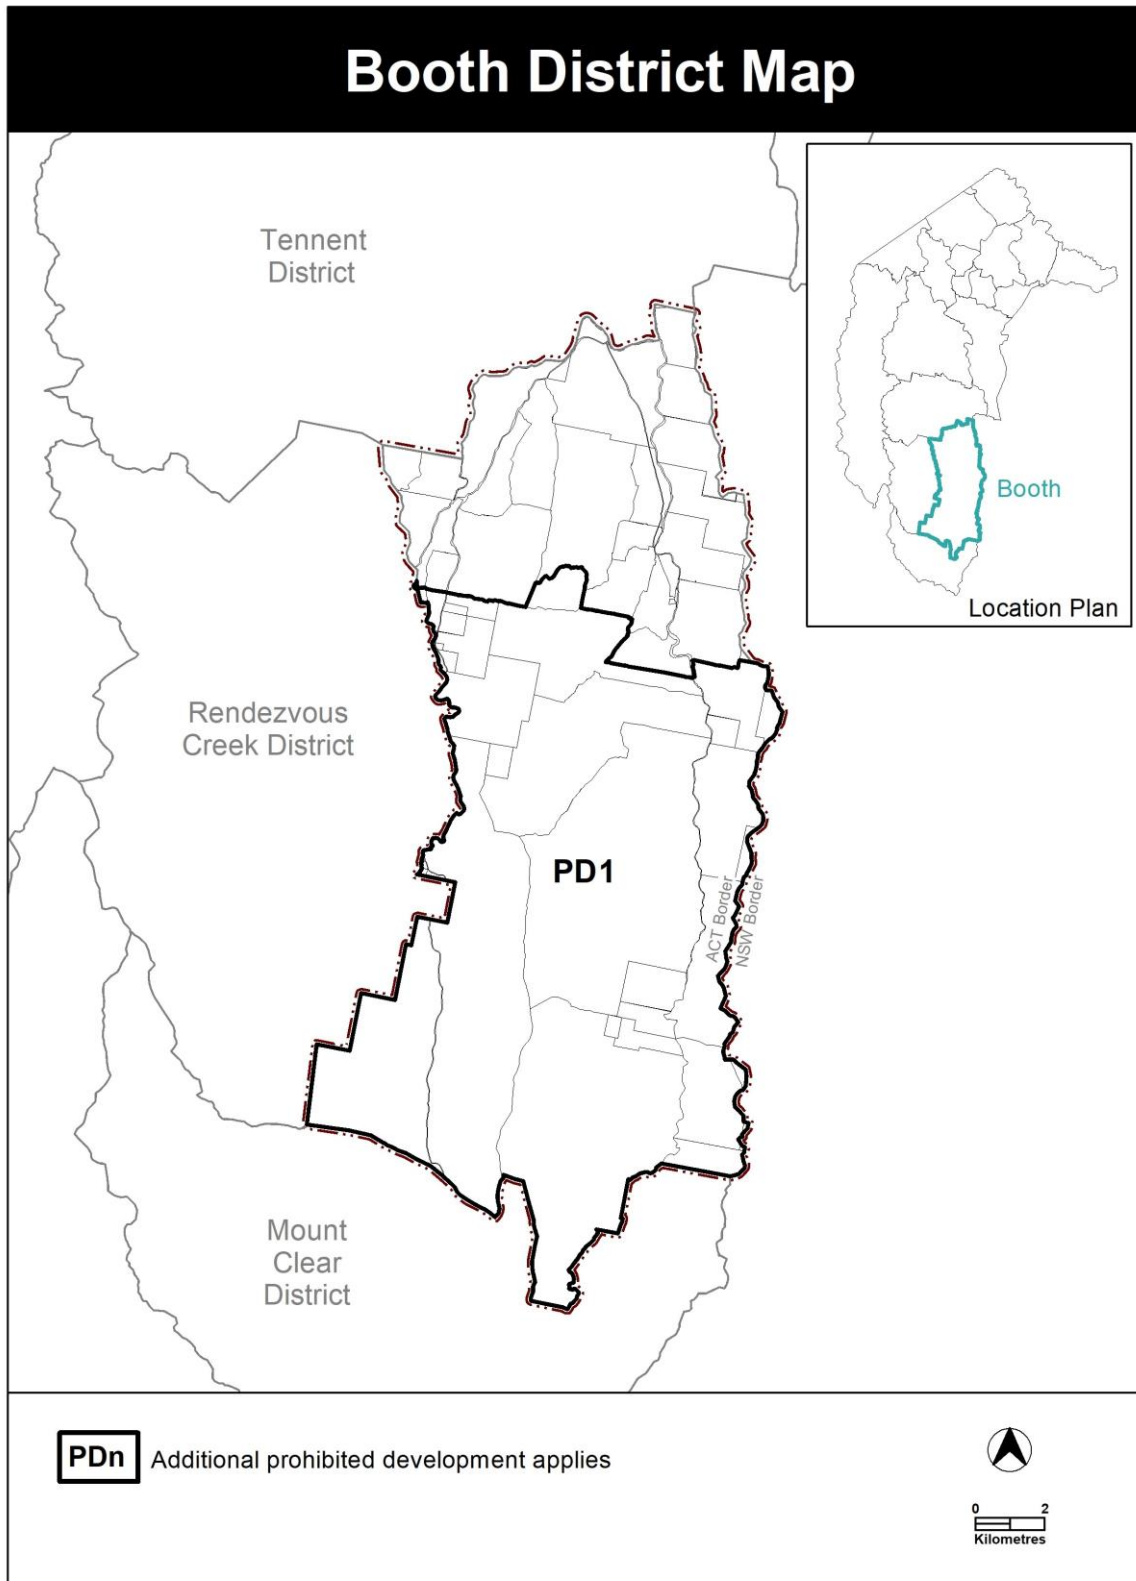 Booth District Map
Tennent
District
Booth
Location Plan
Rendezvous
Creek District
PD1
ACT Border
NSW Border
Mount
Clear
District
PDn
Additional prohibited development applies
0 2
Kilometres